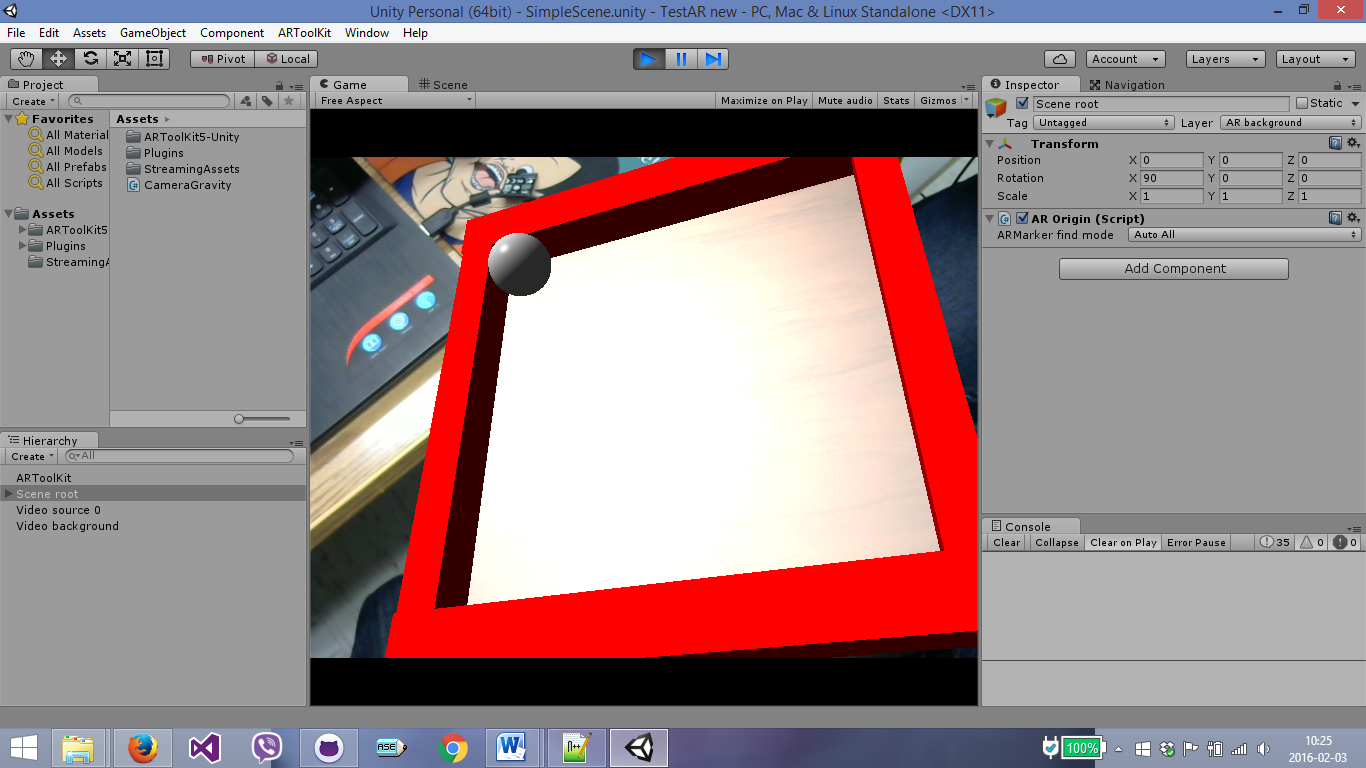 Unity Personal (64bit) - SimpleScene.unity - TestAR new - PC, Mac & Linux Standalone <DX11>
File Edit Assets GameObject Component ARToolKit Window Help
Pivot Local Account Layers Layout
Project
Create
Favorites
All Material
All Models
All Prefabs
All Scripts
Assets
ARToolKit5
Plugins
StreamingA
Assets
ARToolKit5-Unity
Plugins
StreamingAssets
CameraGravity
Hierarchy
Create All
ARToolKit
Scene root
Video source 0
Video background
Game Scene
Free Aspect Maximize on Play Mute audio Stats Gizmos
Inspector Navigation
Scene root Static
Tag Untagged Layer AR background
Transform
Position X 0 Y 0 Z 0
Rotation X 90 Y 0 Z 0
Scale X 1 Y 1 Z 1
AR Origin (Script)
ARMarker find mode Auto All
Add Component
Console
Clear Collapse Clear on Play Error Pause 35 0 0
ASE
W
100%
10:25
2016-02-03